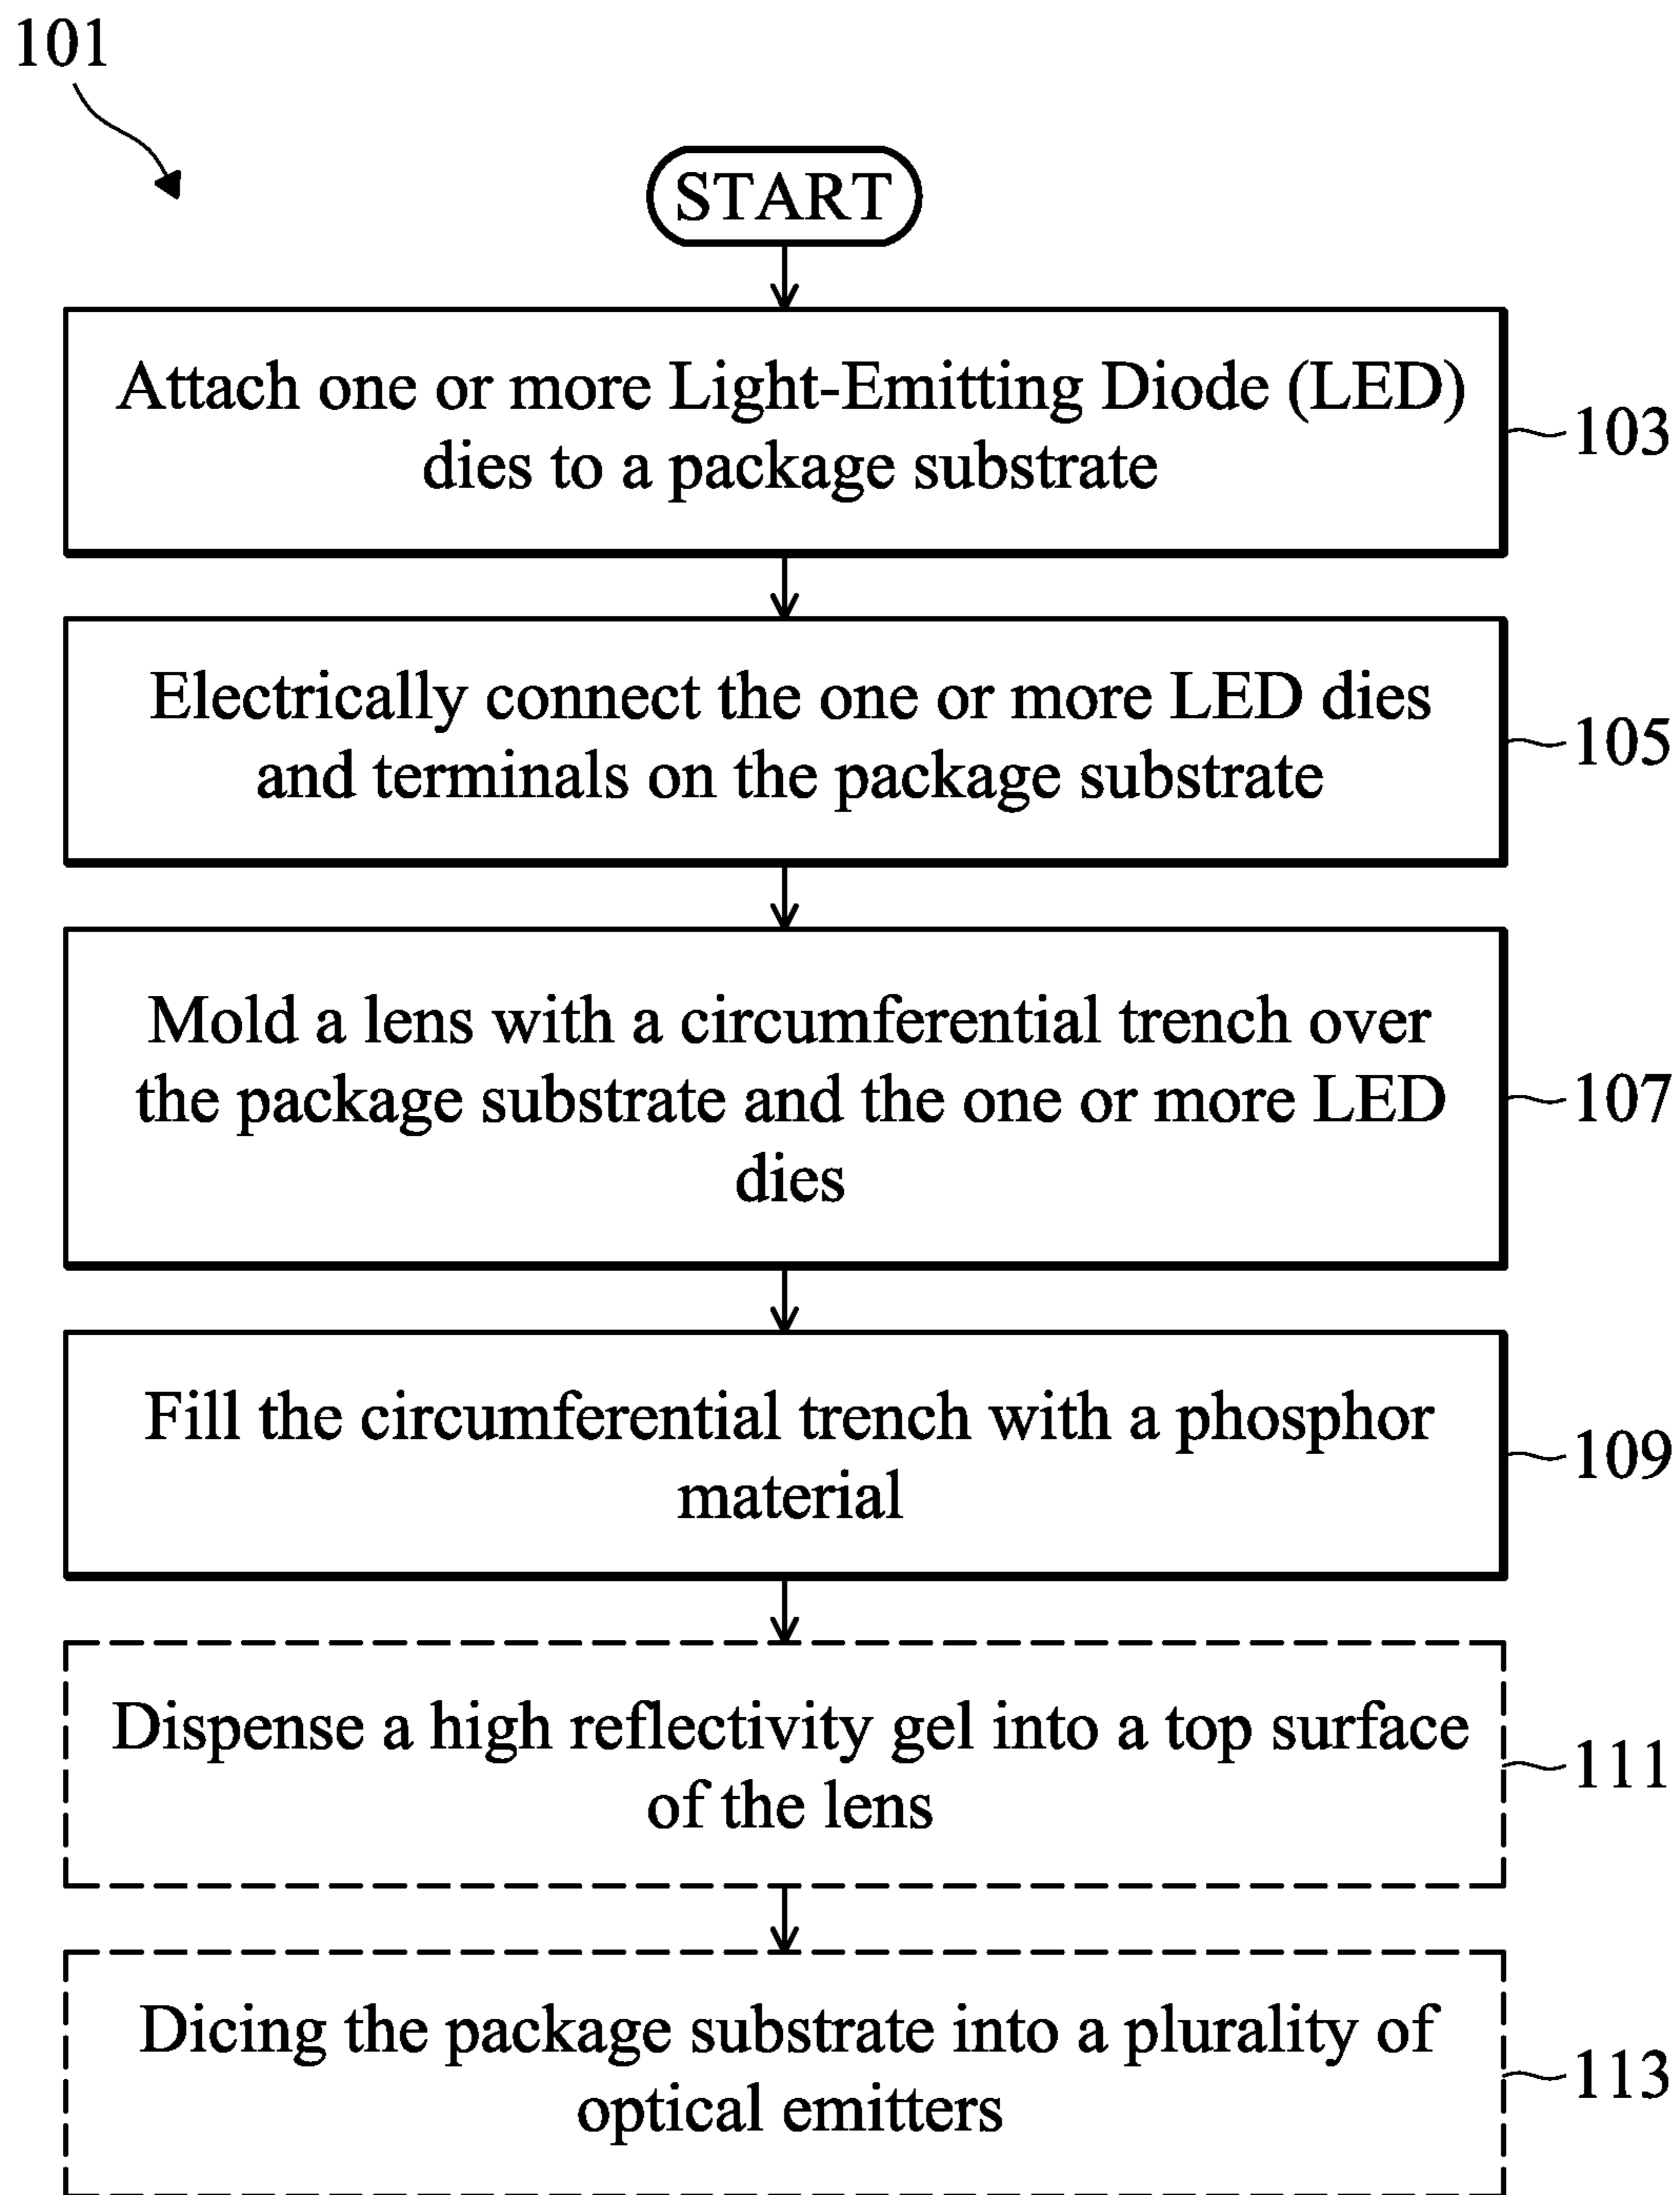 101
START
Attach one or more Light-Emitting Diode (LED)
dies to a package substrate
103
Electrically connect the one or more LED dies
and terminals on the package substrate
105
Mold a lens with a circumferential trench over
the package substrate and the one or more LED
dies
107
Fill the circumferential trench with a phosphor
material
109
Dispense a high reflectivity gel into a top surface
of the lens
111
Dicing the package substrate into a plurality of
optical emitters
113